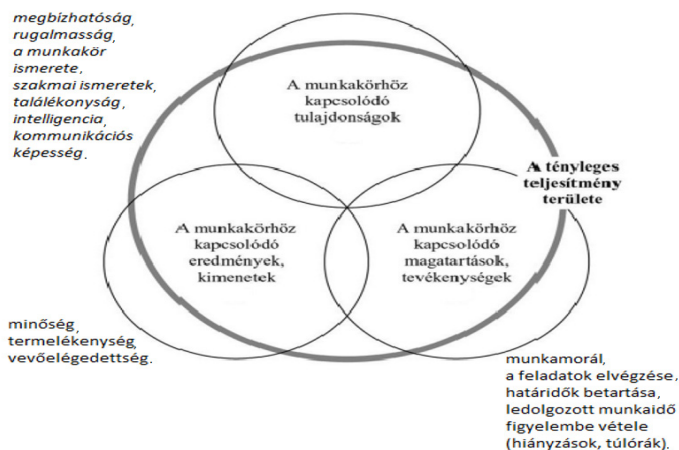 megbízhatóság,
rugalmasság,
a munkakör
ismerete,
szakmai ismeretek,
találékonyság,
intelligencia,
kommunikációs
képesség.
A munkakörhöz
kapcsolódó
tulajdonságok
A tényleges
teljesítmény
területe
A munkakörhöz
kapcsolódó
eredmények,
kimenetek
A munkakörhöz
kapcsolódó
magatartások,
tevékenységek
minőség,
termelékenység,
vevőelégedettség.
munkamorál,
a feladatok elvégzése,
határidők betartása,
ledolgozott munkaidő
figyelembe vétele
(hiányzások, túlórák).